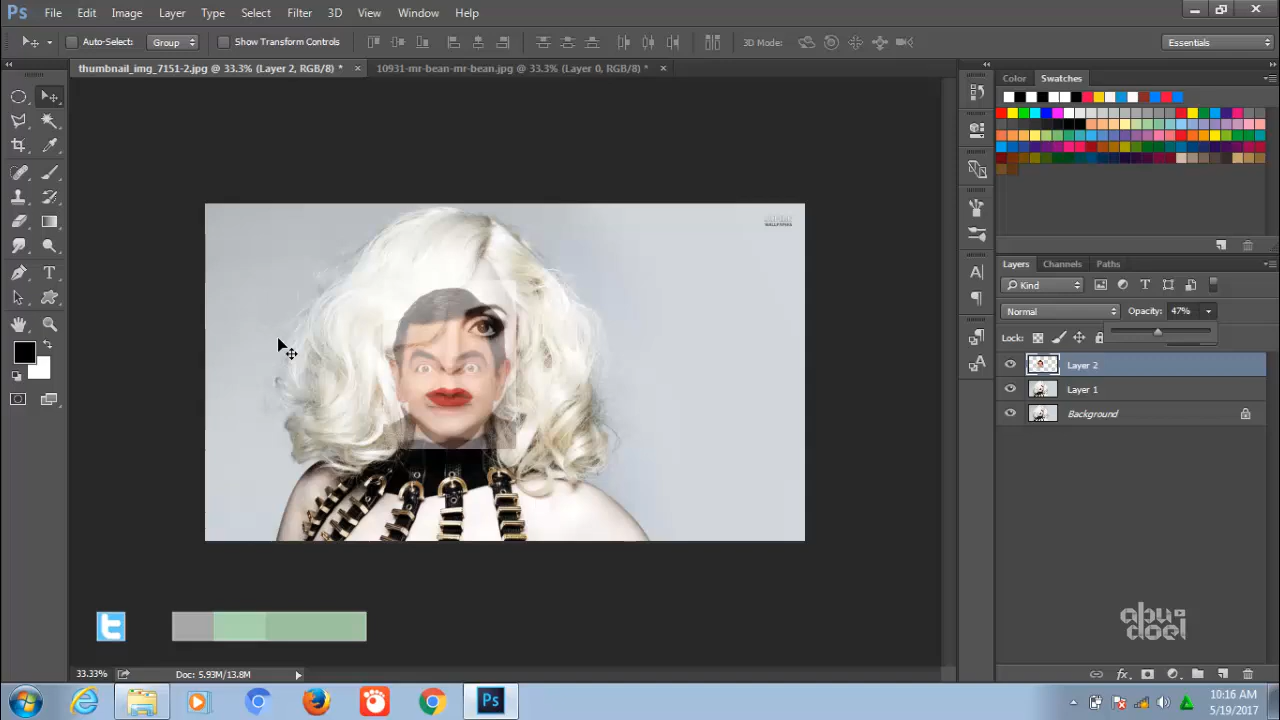 Ps File Edit Image Layer Type Select Filter 3D View Window Help
Auto-Select: Group Show Transform Controls 3D Mode: Essentials
thumbnail_img_7151-2.jpg @ 33.3% (Layer 2, RGB/8) * × 10931-mr-bean-mr-bean.jpg @ 33.3% (Layer 0, RGB/8) * ×
Color Swatches
Layers Channels Paths
Kind
Normal Opacity: 47%
Lock:
Layer 2
Layer 1
Background
abu
doel
33.33% Doc: 5.93M/13.8M
Ps
10:16 AM
5/19/2017